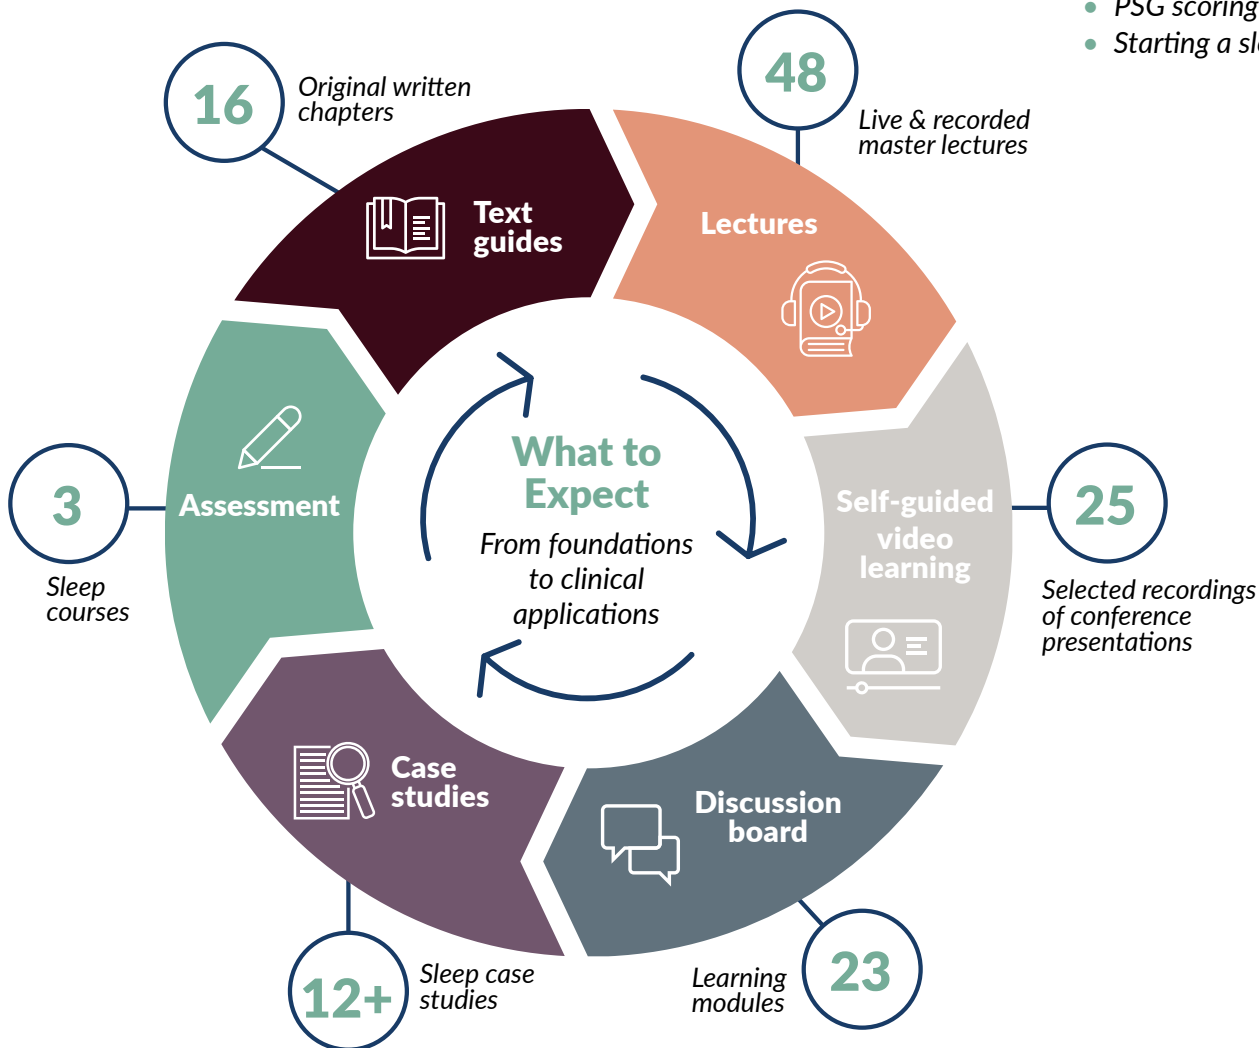 PSG scoring
Starting a
16
Original written
chapters
48
Live & recorded
master lectures
Text
guides
Lectures
What to
Expect
From foundations
to clinical
applications
Self-guided
video
learning
25
Selected recordings
of conference
presentations
Assessment
3
Sleep
courses
Case
studies
12+
Sleep case
studies
Discussion
board
23
Learning
modules